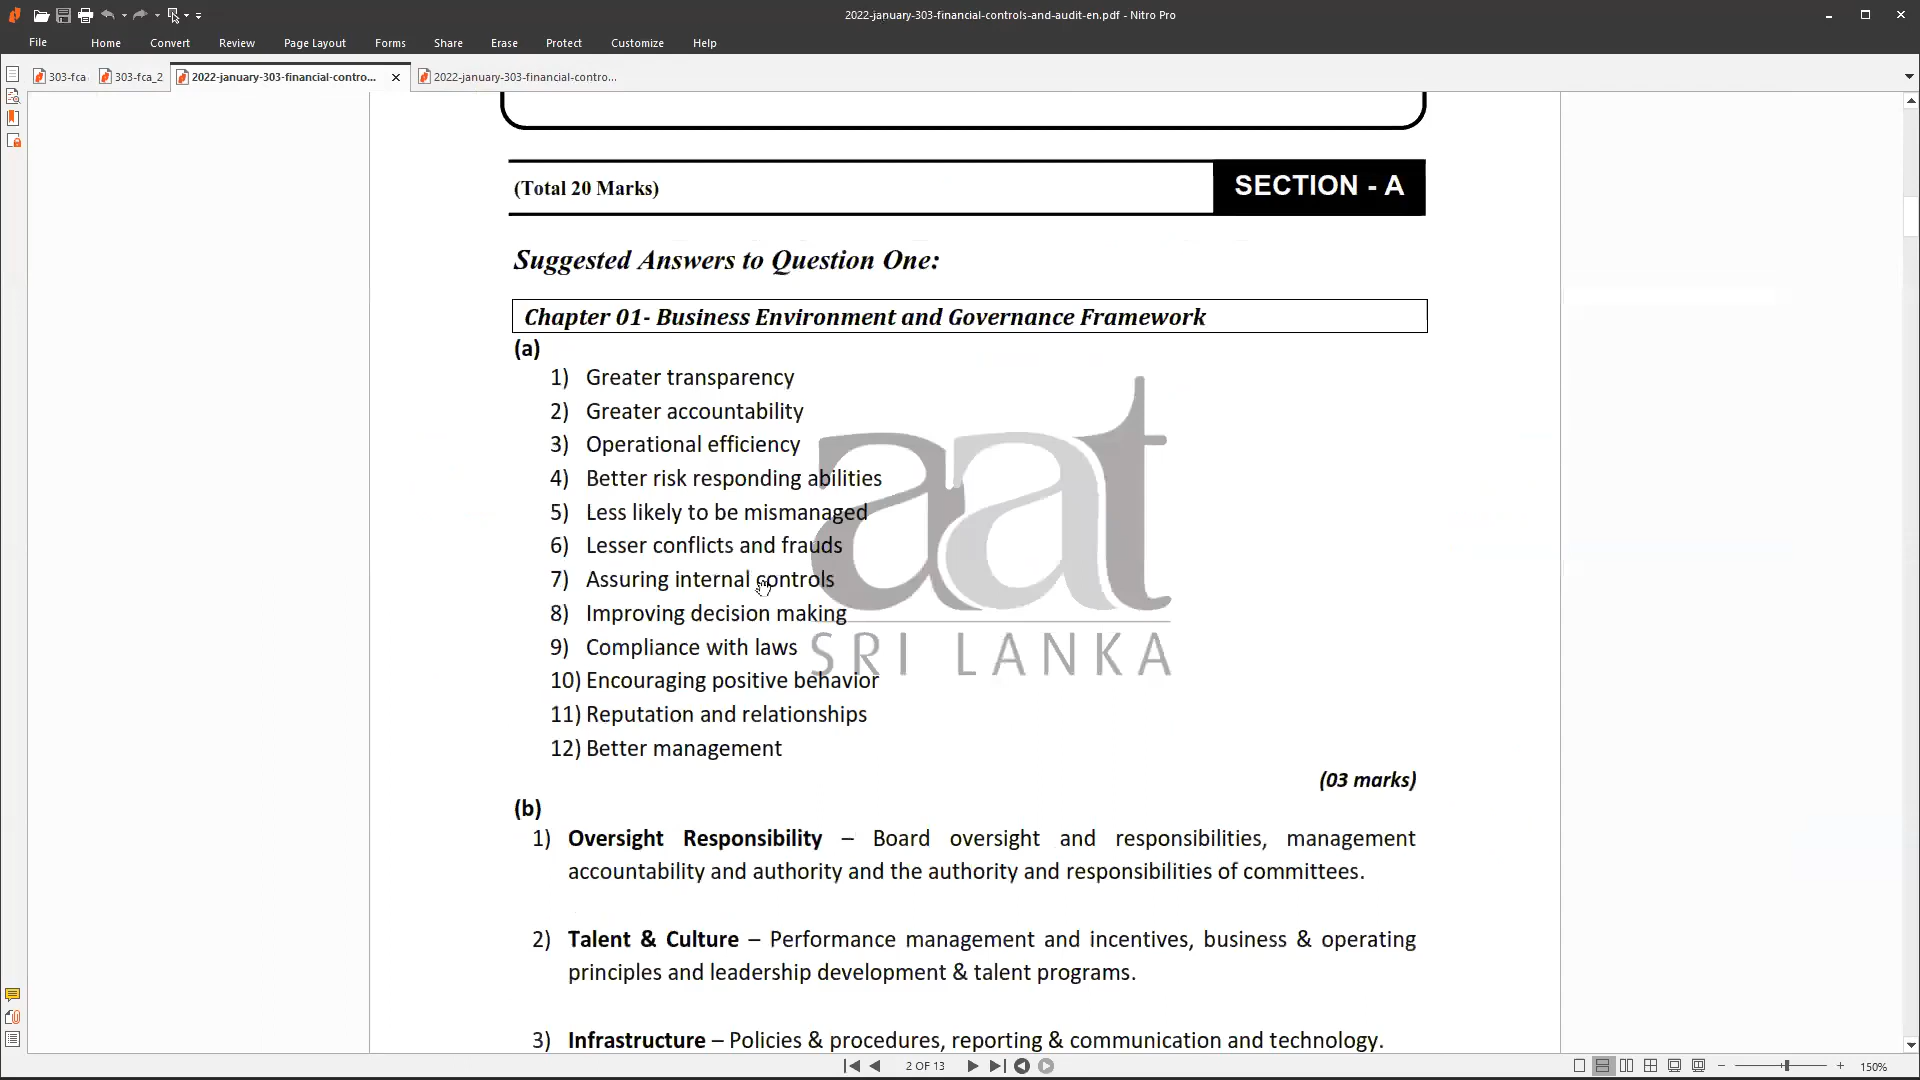 2022-january-303-financial-controls-and-audit-en.pdf - Nitro Pro
File Home Convert Review Page Layout Forms Share Erase Protect Customize Help
303-fca 303-fca_2 2022-january-303-financial-contro... 2022-january-303-financial-contro...
(Total 20 Marks) SECTION - A
Suggested Answers to Question One:
Chapter 01- Business Environment and Governance Framework
(a)
1) Greater transparency
2) Greater accountability
3) Operational efficiency
4) Better risk responding abilities
5) Less likely to be mismanaged
6) Lesser conflicts and frauds
7) Assuring internal controls
8) Improving decision making
9) Compliance with laws
10) Encouraging positive behavior
11) Reputation and relationships
12) Better management
aat
SRI LANKA
(03 marks)
(b)
1) Oversight Responsibility – Board oversight and responsibilities, management
accountability and authority and the authority and responsibilities of committees.
2) Talent & Culture – Performance management and incentives, business & operating
principles and leadership development & talent programs.
3) Infrastructure – Policies & procedures, reporting & communication and technology.
2 OF 13
150%